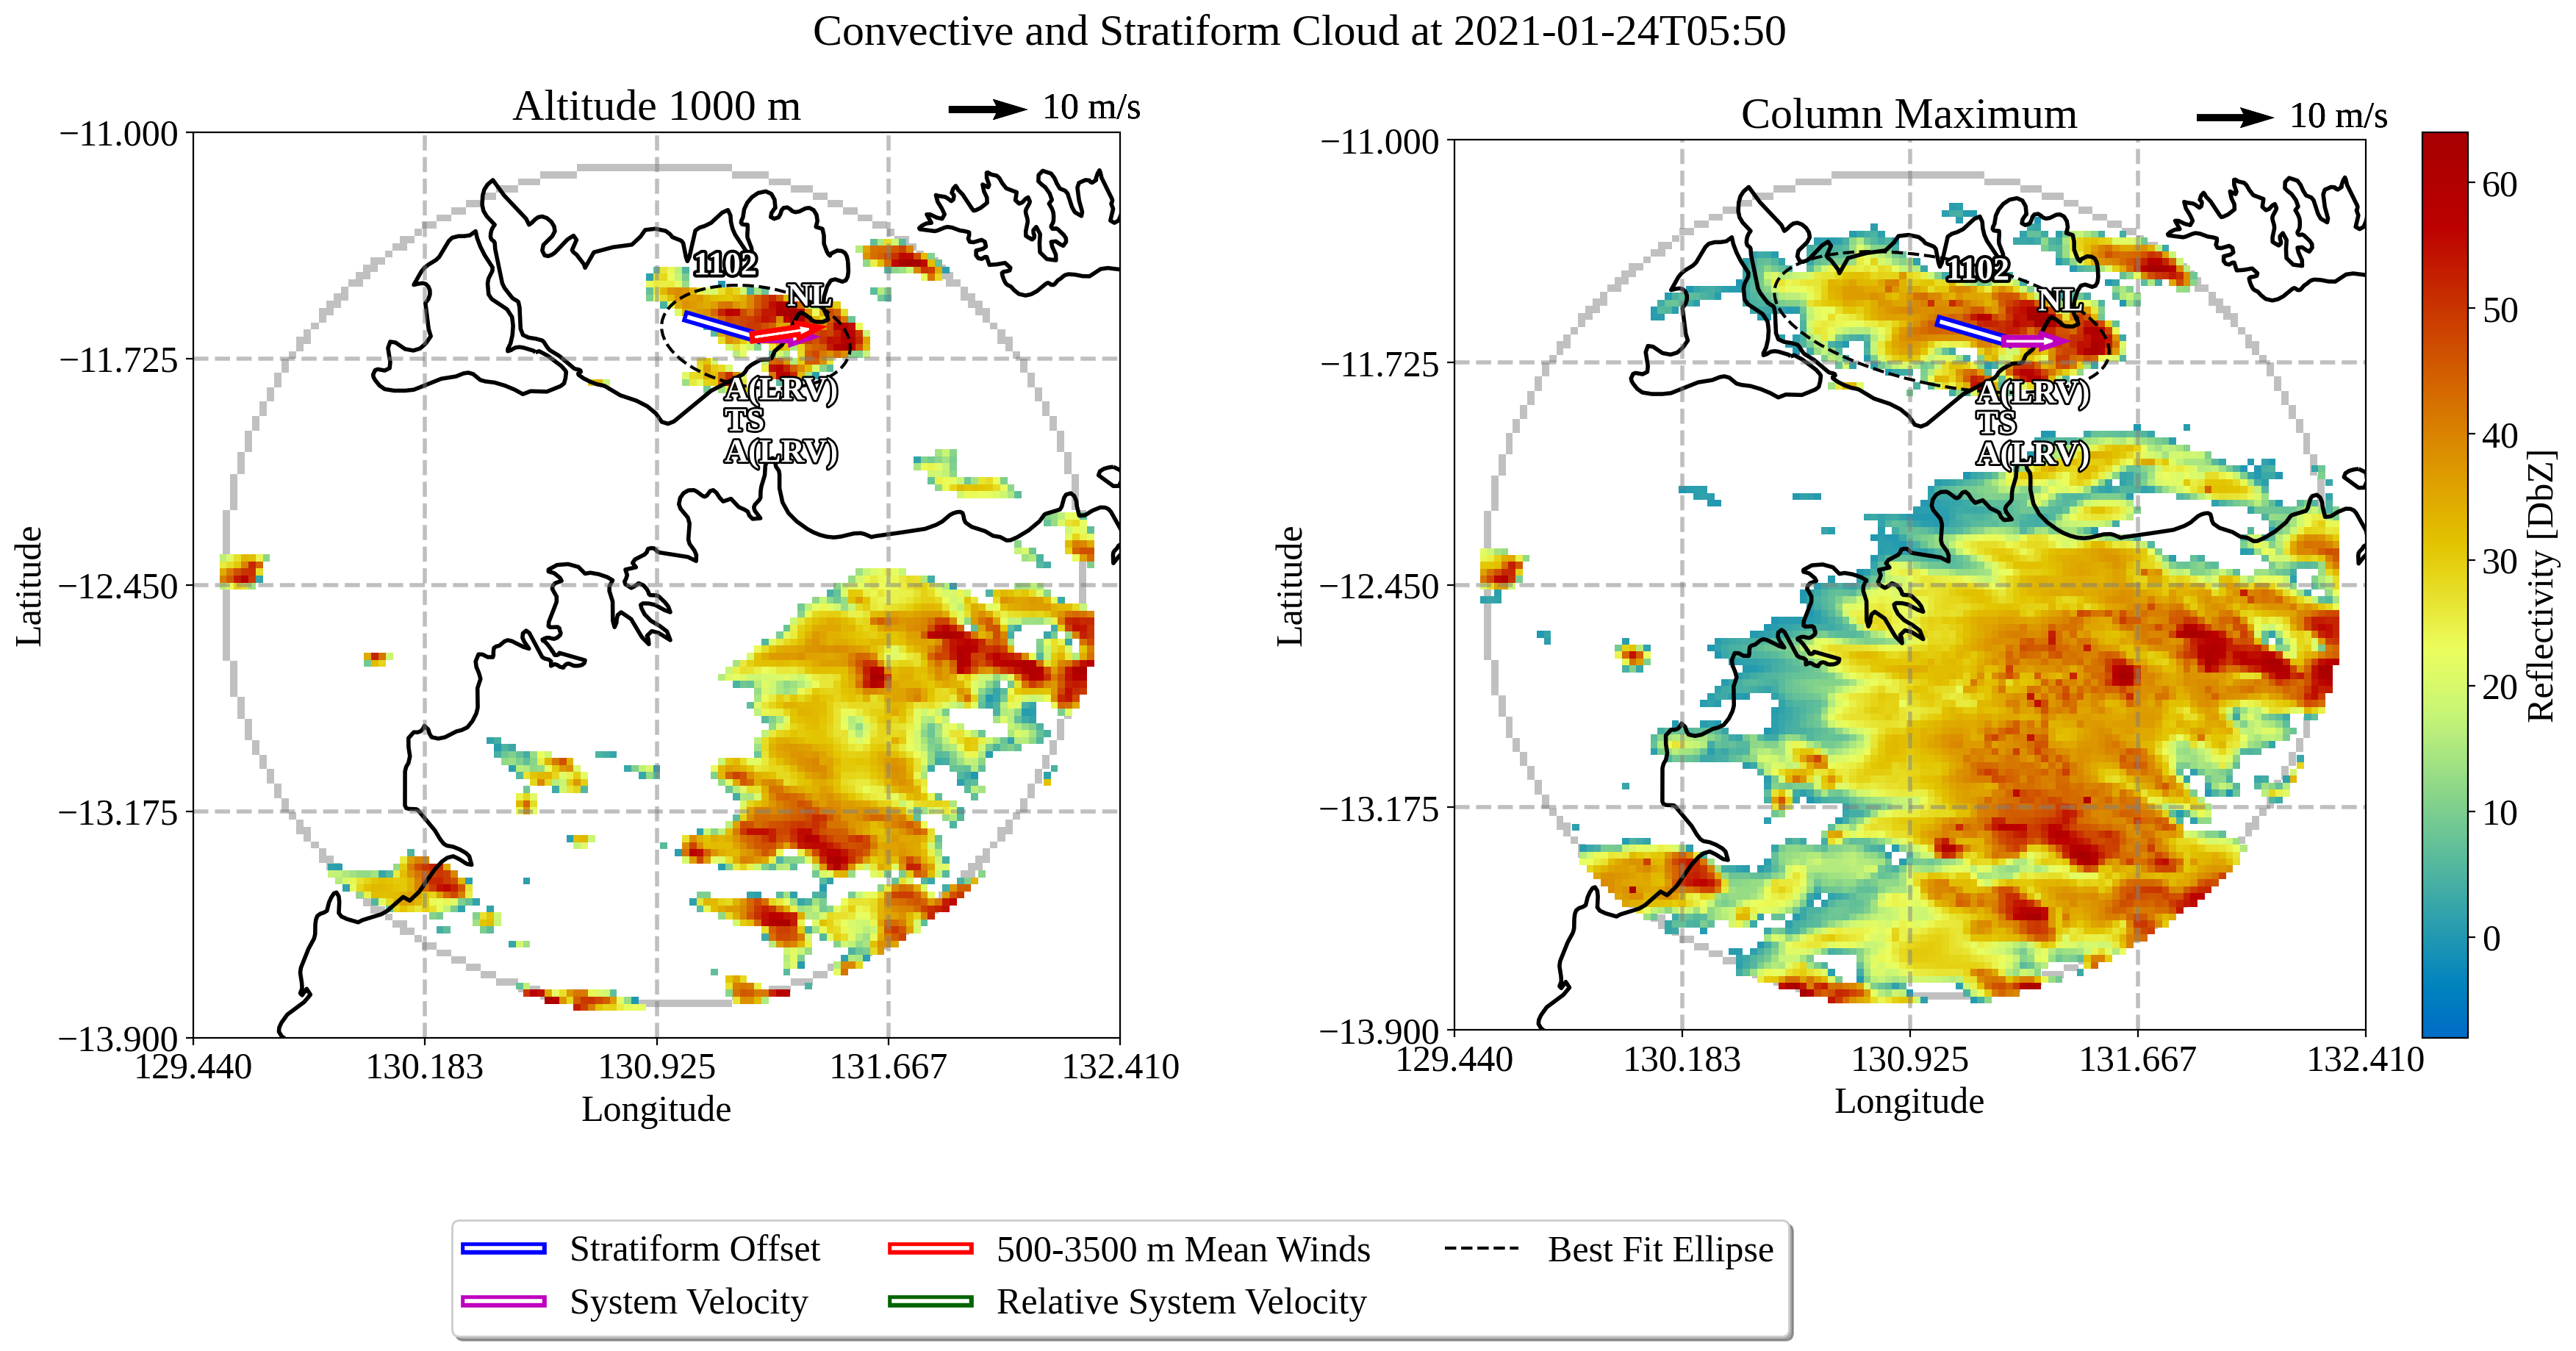 Convective and Stratiform Cloud at 2021-01-24T05:50
Altitude 1000 m
10 m/s
−11.000
−11.725
−12.450
−13.175
−13.900
129.440
130.183
130.925
131.667
132.410
Latitude
Longitude
1102
NL
A(LRV)
TS
A(LRV)
Column Maximum
10 m/s
−11.000
−11.725
−12.450
−13.175
−13.900
129.440
130.183
130.925
131.667
132.410
Latitude
Longitude
1102
NL
A(LRV)
TS
A(LRV)
60
50
40
30
20
10
0
Reflectivity [DbZ]
Stratiform Offset
System Velocity
500-3500 m Mean Winds
Relative System Velocity
Best Fit Ellipse